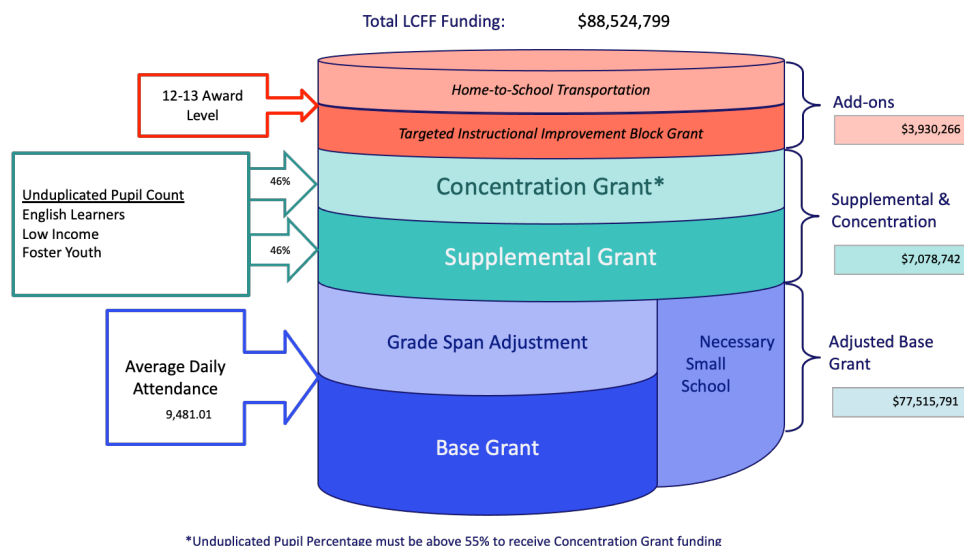 Total LCFF Funding: $88,524,799
12-13 Award
Level
Home-to-School Transportation
Targeted Instructional Improvement Block Grant
Add-ons
$3,930,266
Unduplicated Pupil Count
English Learners
Low Income
Foster Youth
46%
46%
Concentration Grant*
Supplemental Grant
Supplemental &
Concentration
$7,078,742
Average Daily
Attendance
9,481.01
Grade Span Adjustment
Base Grant
Necessary
Small
School
Adjusted Base
Grant
$77,515,791
*Unduplicated Pupil Percentage must be above 55% to receive Concentration Grant funding